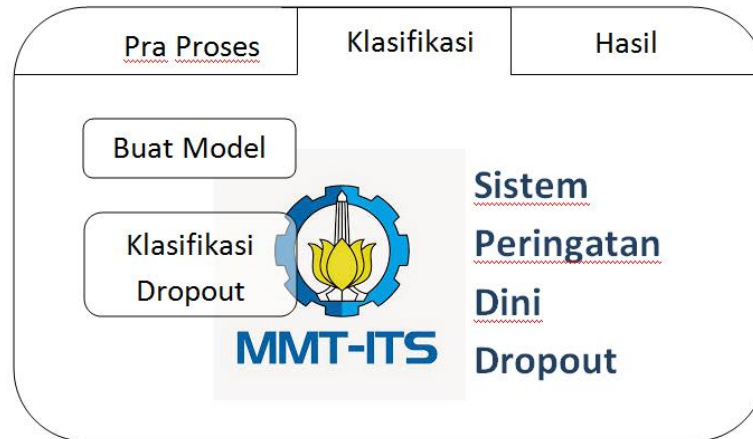 Pra Proses
Klasifikasi
Hasil
Buat Model
Klasifikasi
Dropout
MMT-ITS
Sistem
Peringatan
Dini
Dropout